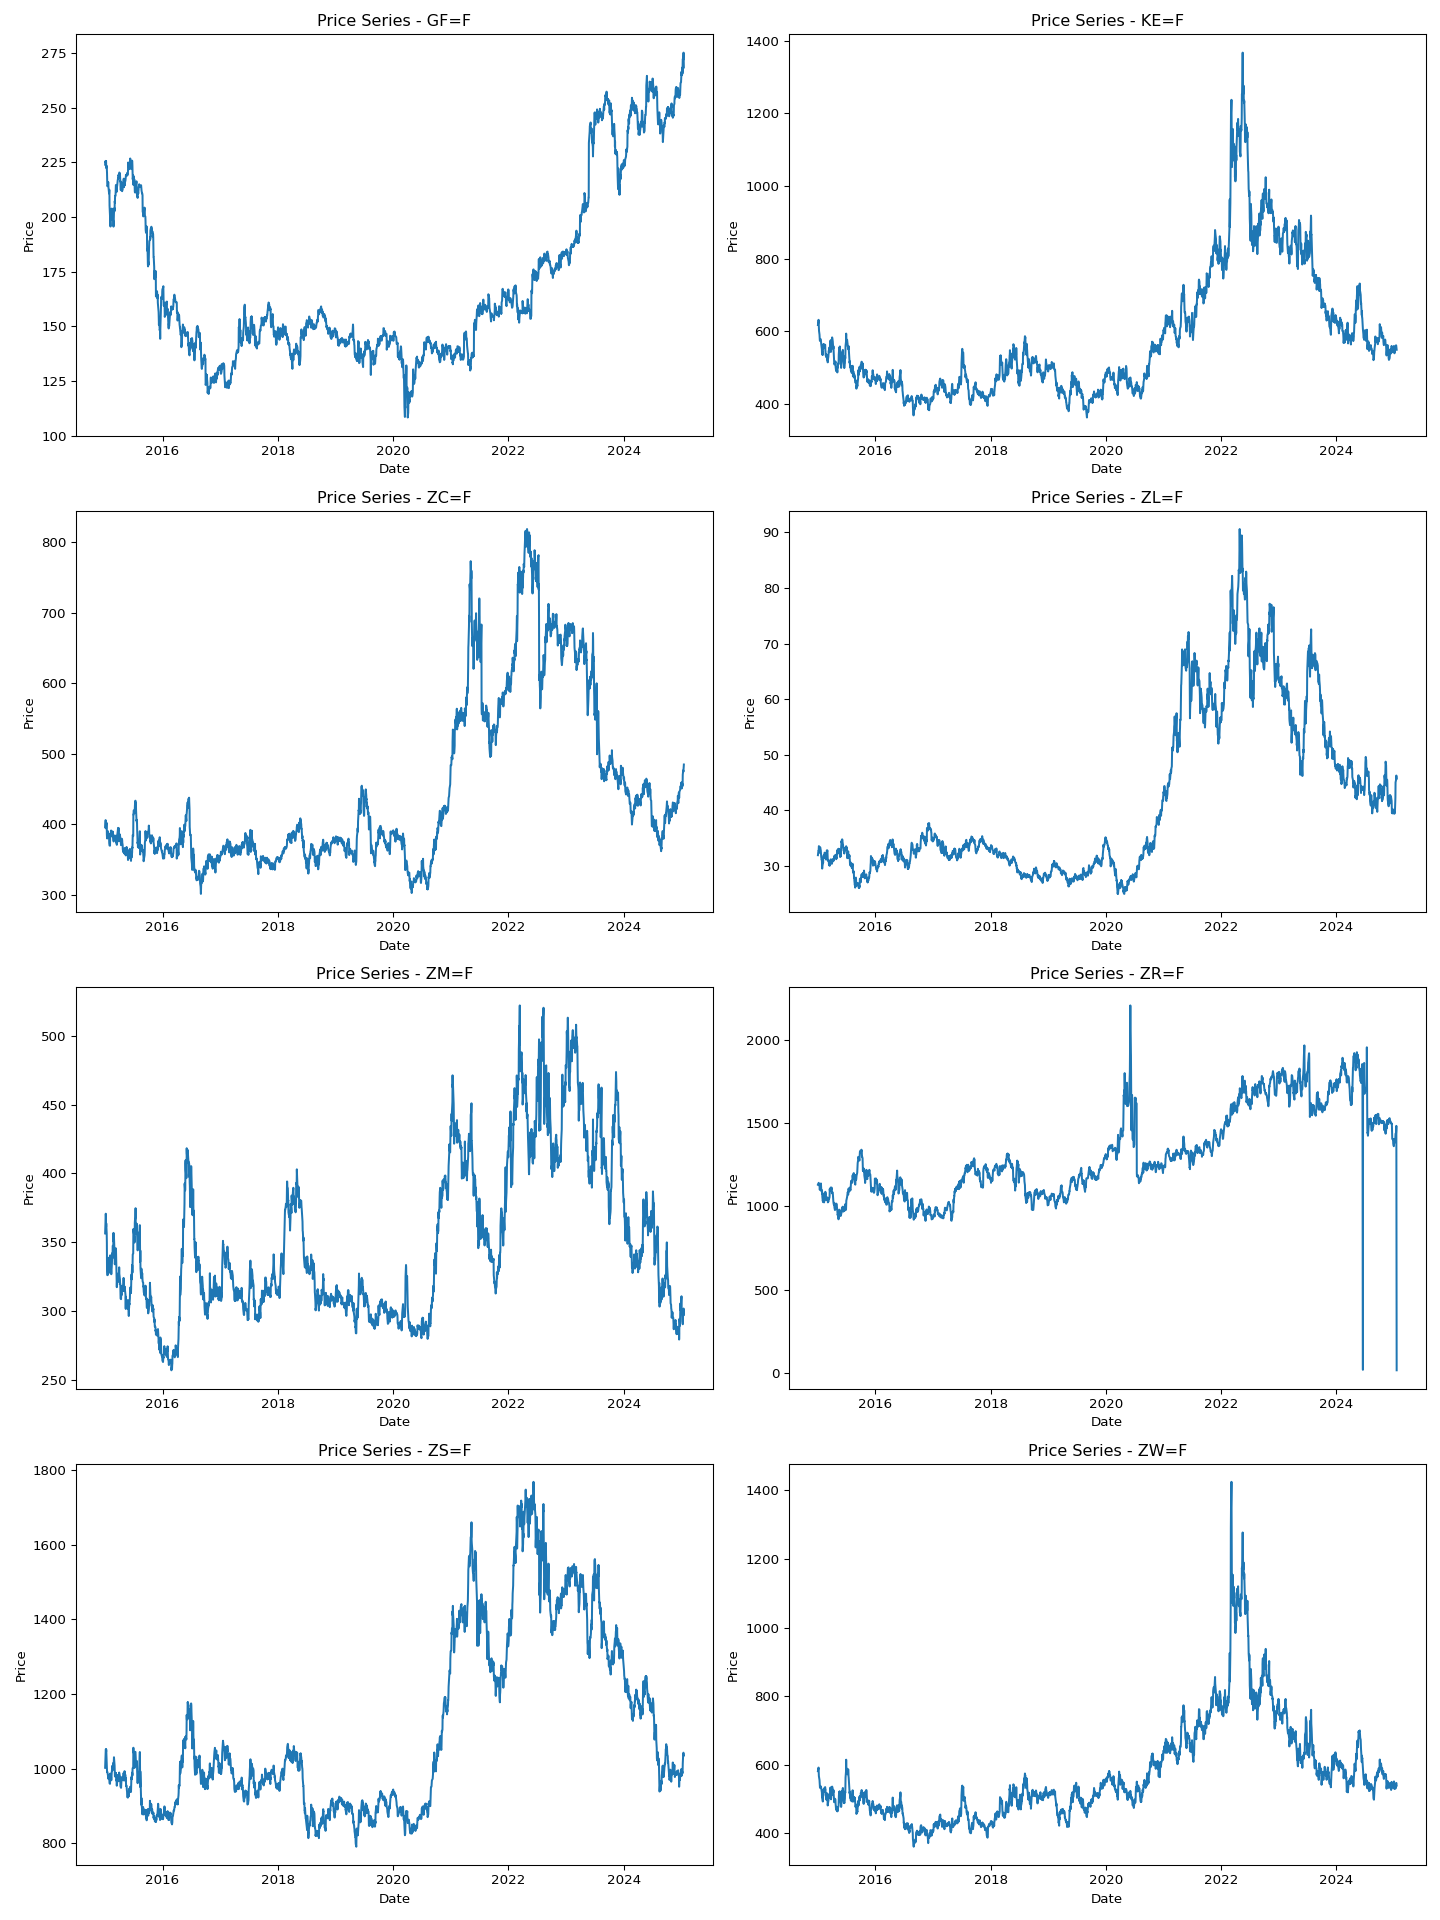 Price Series - GF=F
Price
275
250
225
200
175
150
125
100
2016 2018 2020 2022 2024
Date
Price Series - KE=F
Price
1400
1200
1000
800
600
400
2016 2018 2020 2022 2024
Date
Price Series - ZC=F
Price
800
700
600
500
400
300
2016 2018 2020 2022 2024
Date
Price Series - ZL=F
Price
90
80
70
60
50
40
30
2016 2018 2020 2022 2024
Date
Price Series - ZM=F
Price
500
450
400
350
300
250
2016 2018 2020 2022 2024
Date
Price Series - ZR=F
Price
2000
1500
1000
500
0
2016 2018 2020 2022 2024
Date
Price Series - ZS=F
Price
1800
1600
1400
1200
1000
800
2016 2018 2020 2022 2024
Date
Price Series - ZW=F
Price
1400
1200
1000
800
600
400
2016 2018 2020 2022 2024
Date